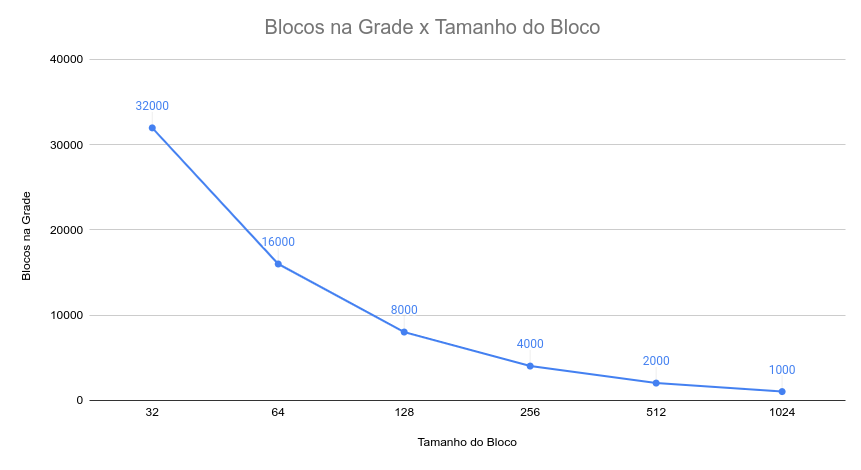 Blocos na Grade x Tamanho do Bloco
40000
30000
20000
10000
0
Blocos na Grade
32000
16000
8000
4000
2000
1000
32 64 128 256 512 1024
Tamanho do Bloco